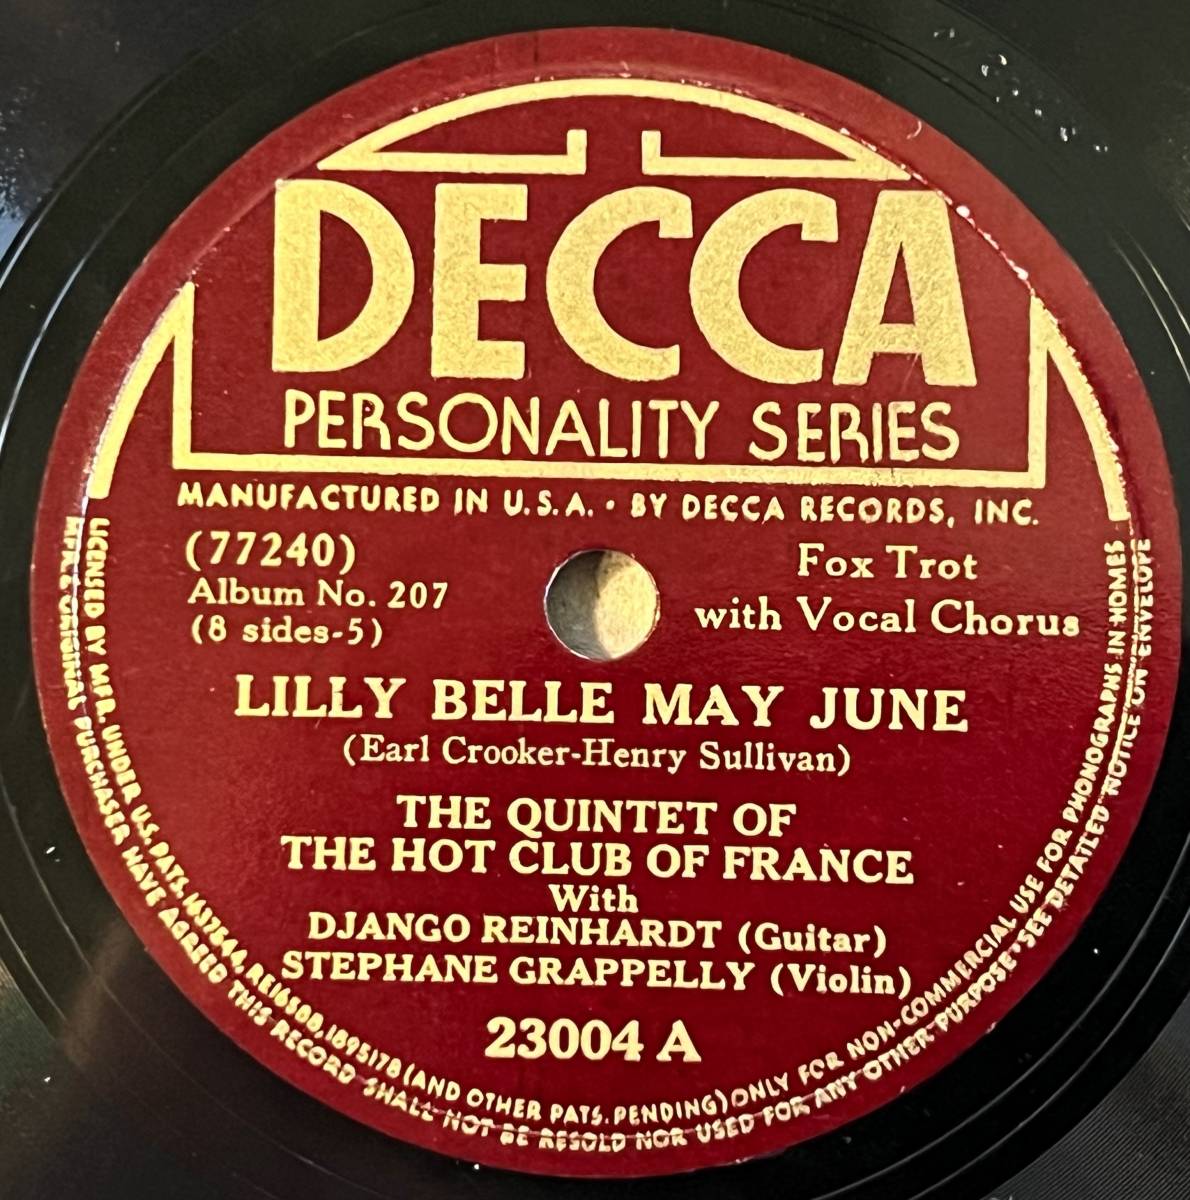 DECCA
PERSONALITY SERIES
MANUFACTURED IN U.S.A. • BY DECCA RECORDS, INC.
(77240)
Album No. 207
(8 sides-5)
Fox Trot
with Vocal Chorus
LILLY BELLE MAY JUNE
(Earl Crooker-Henry Sullivan)
THE QUINTET OF
THE HOT CLUB OF FRANCE
With
DJANGO REINHARDT (Guitar)
STEPHANE GRAPPELLY (Violin)
23004 A
LICENSED BY MFR. UNDER U.S. PATS. 1637544, RE16588, 1895178 (AND OTHER PATS. PENDING) ONLY FOR NON-COMMERCIAL USE FOR PHONOGRAPHS IN HOMES
MFR. & ORIGINAL PURCHASER HAVE AGREED THIS RECORD SHALL NOT BE RESOLD NOR USED FOR ANY OTHER PURPOSE• SEE DETAILED NOTICE ON ENVELOPE